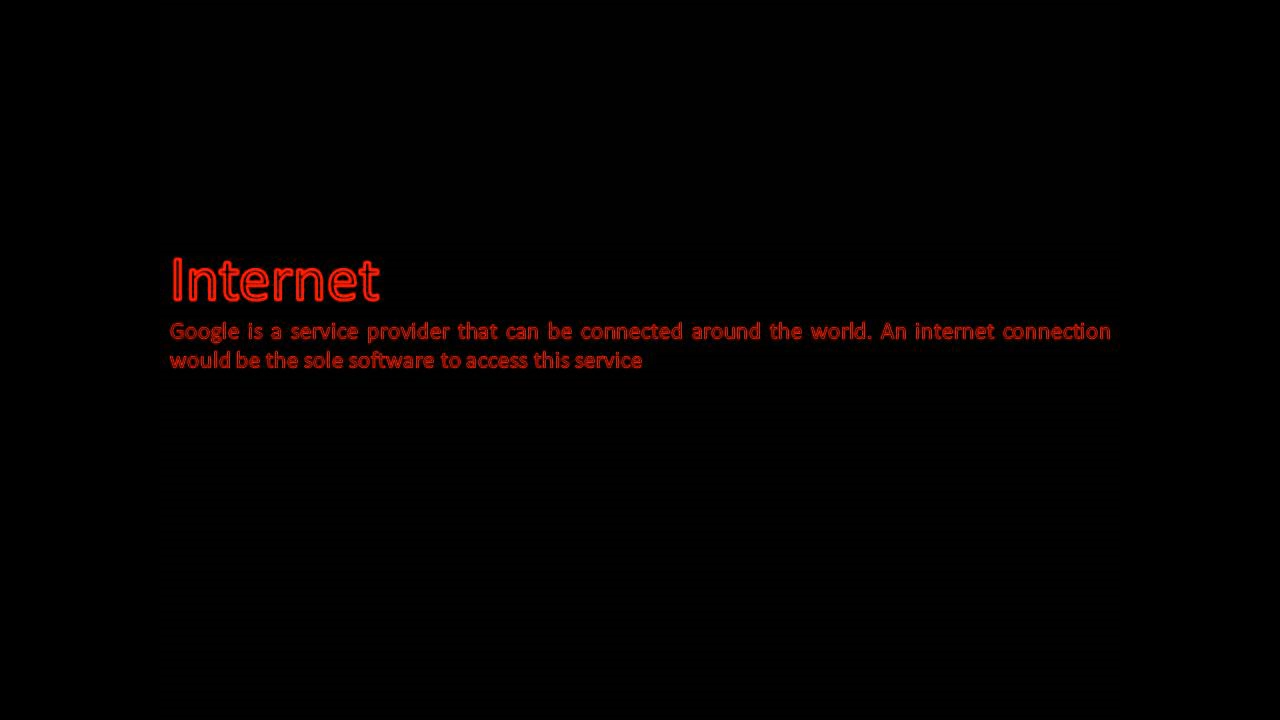 Internet
Google is a service provider that can be connected around the world. An internet connection
would be the sole software to access this service